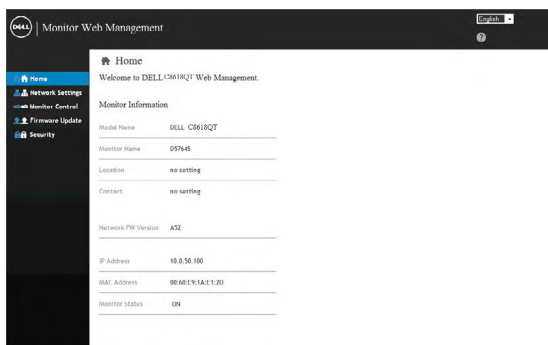 DELL Monitor Web Management
English
?
Home
Network Settings
Monitor Control
Firmware Update
Security
Home
Welcome to DELL C8618QT Web Management.
Monitor Information
Model Name DELL C8618QT
Monitor Name D57645
Location no setting
Contact no setting
Network FW Version A52
IP Address 10.0.50.100
MAC Address 00:60:E9:1A:E1:2D
Monitor Status ON